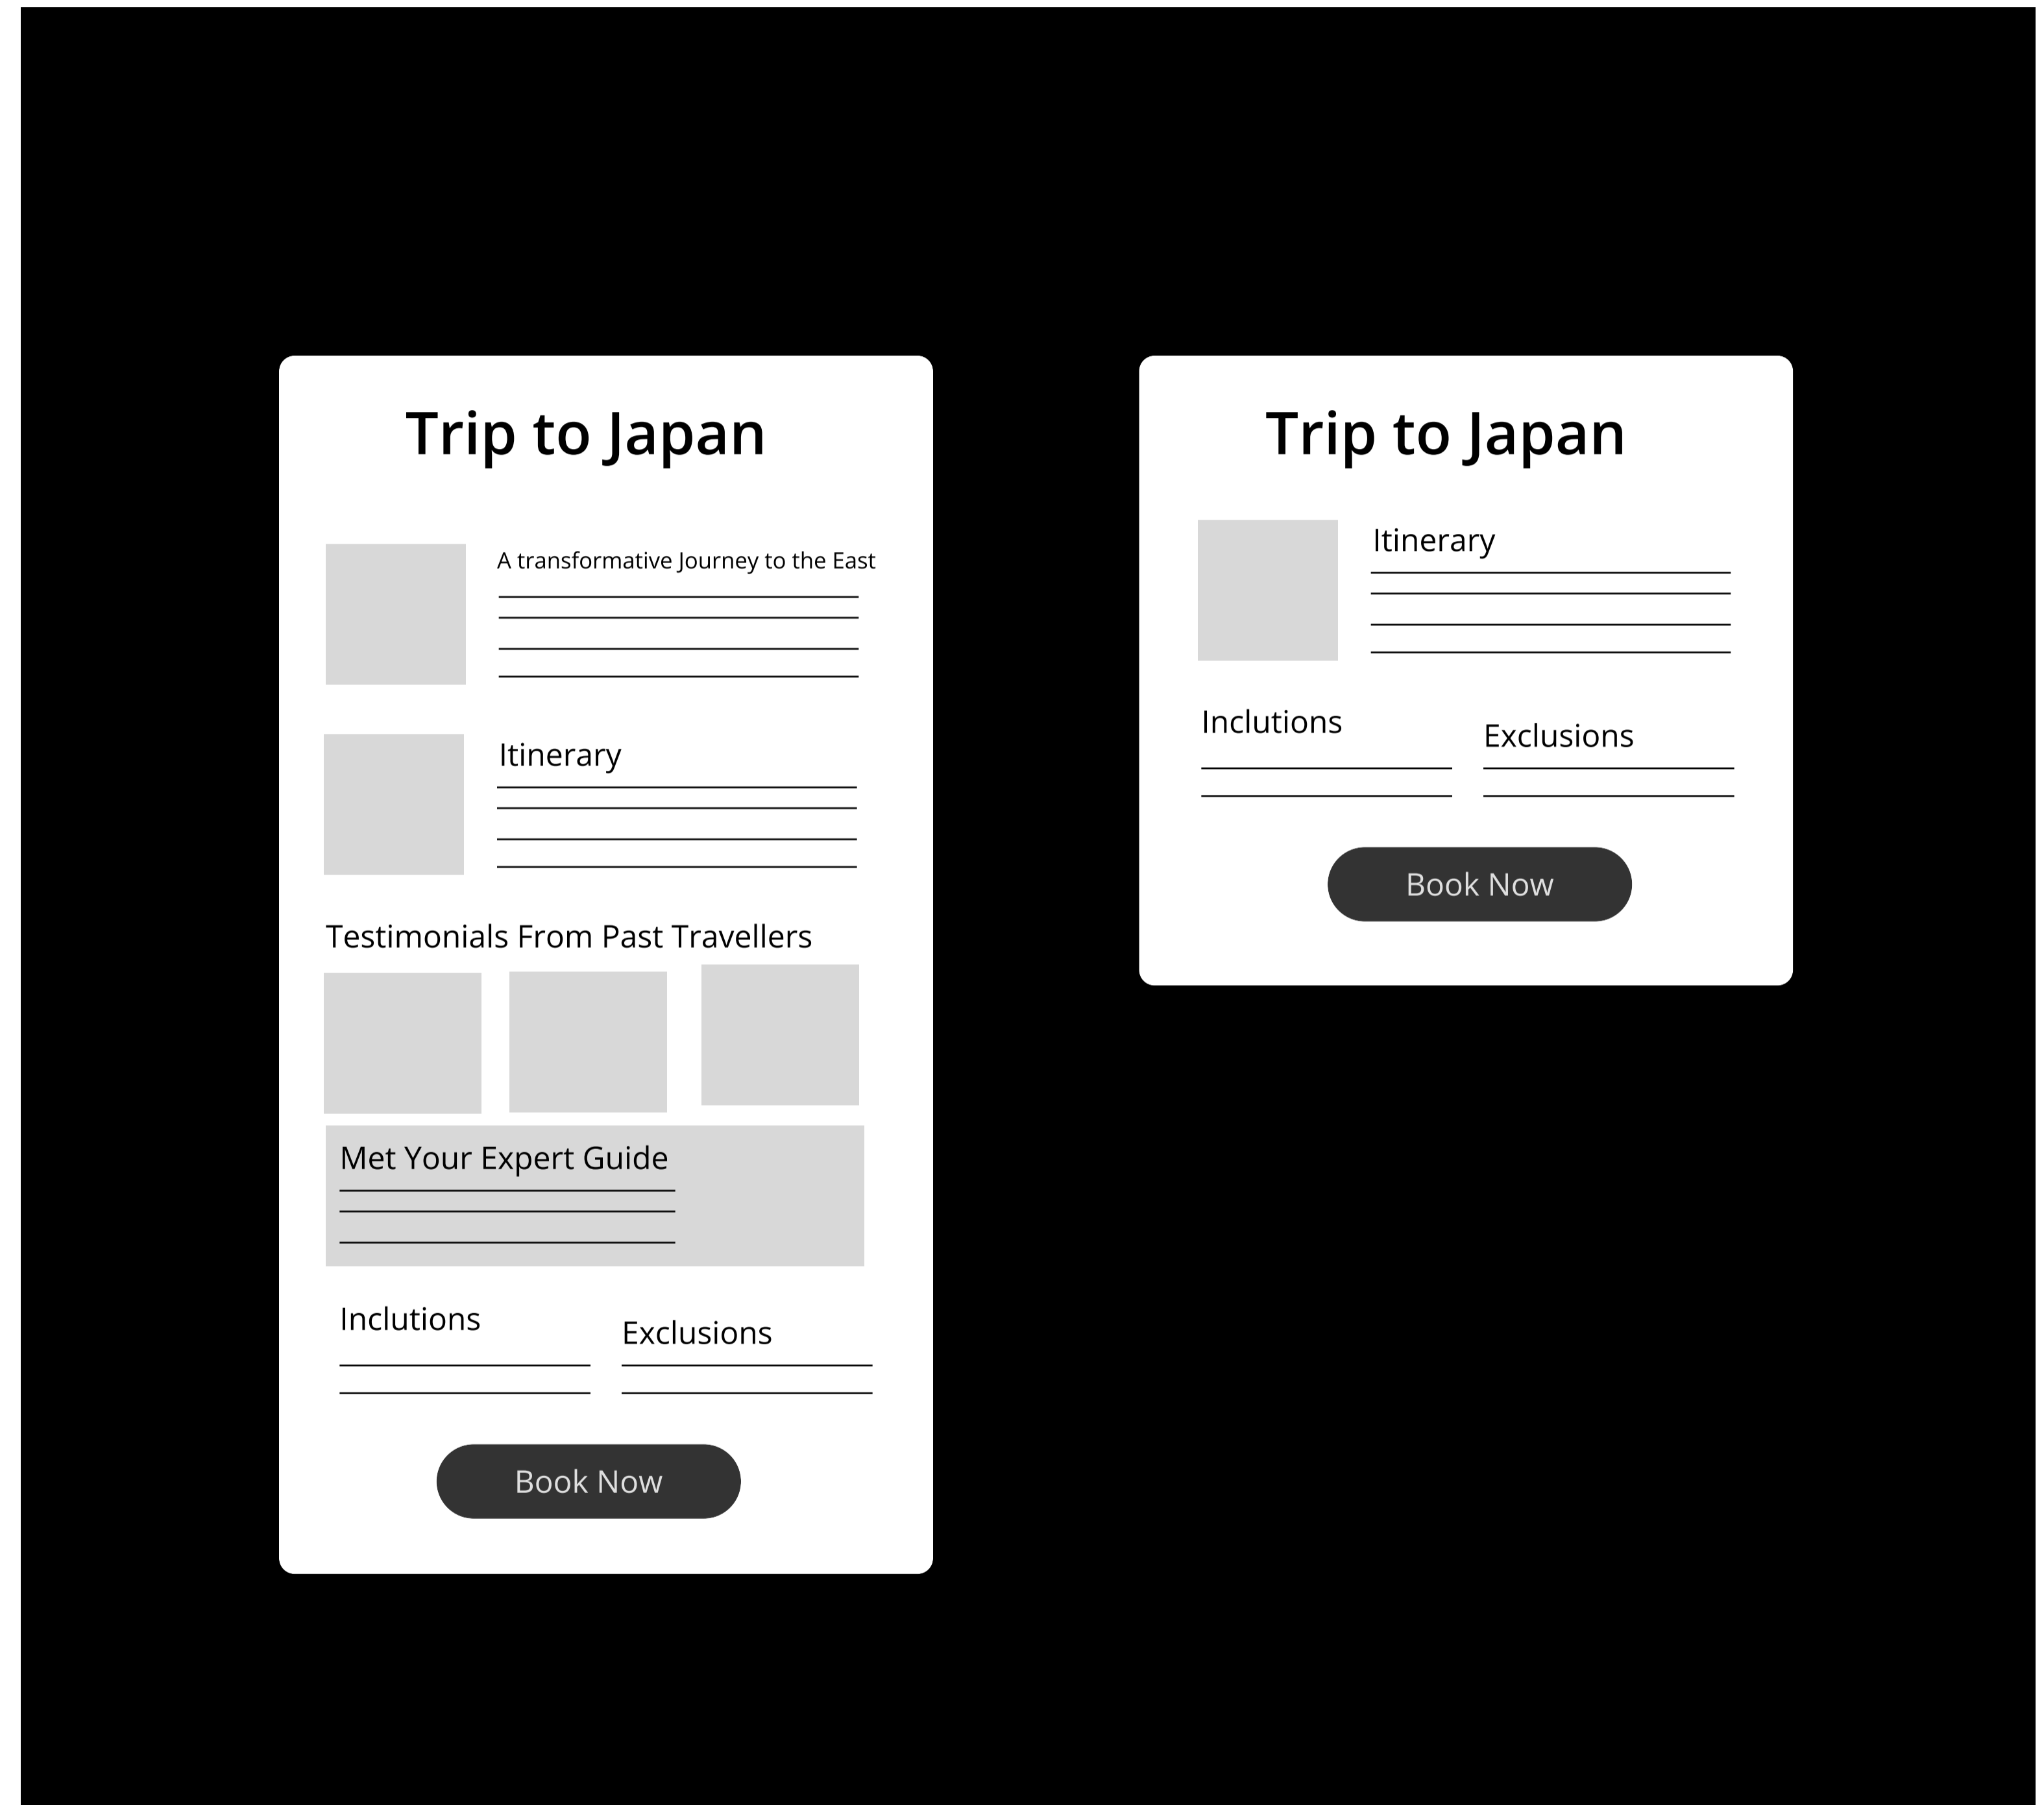 Trip to Japan
A transformative Journey to the East
Itinerary
Testimonials From Past Travellers
Met Your Expert Guide
Inclutions
Exclusions
Book Now
Trip to Japan
Itinerary
Inclutions
Exclusions
Book Now